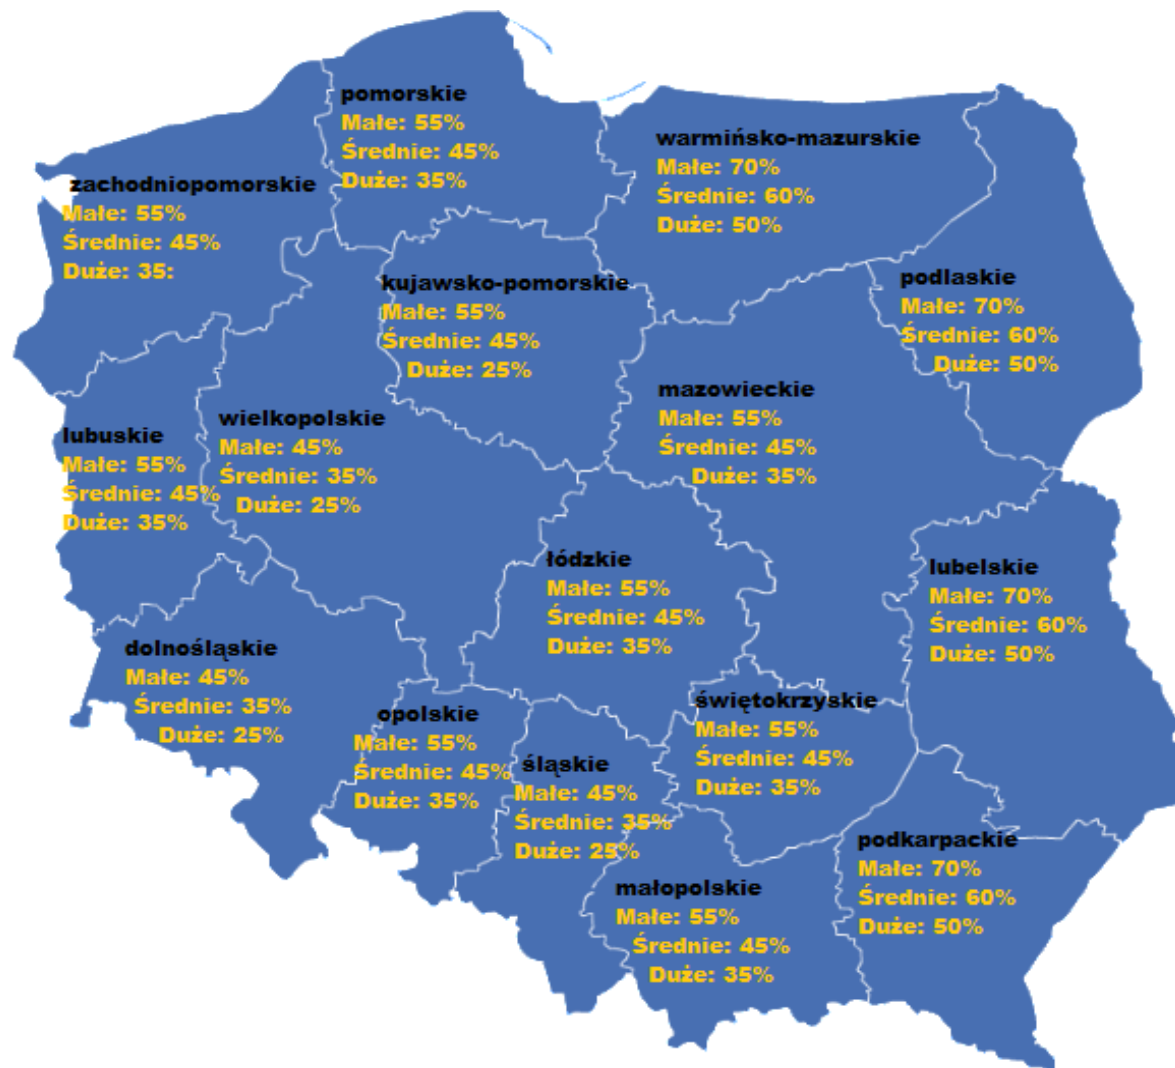 pomorskie
Małe: 55%
Średnie: 45%
Duże: 35%
warmińsko-mazurskie
Małe: 70%
Średnie: 60%
Duże: 50%
zachodniopomorskie
Małe: 55%
Średnie: 45%
Duże: 35:
kujawsko-pomorskie
Małe: 55%
Średnie: 45%
Duże: 25%
podlaskie
Małe: 70%
Średnie: 60%
Duże: 50%
mazowieckie
Małe: 55%
Średnie: 45%
Duże: 35%
wielkopolskie
Małe: 45%
Średnie: 35%
Duże: 25%
lubuskie
Małe: 55%
Średnie: 45%
Duże: 35%
łódzkie
Małe: 55%
Średnie: 45%
Duże: 35%
lubelskie
Małe: 70%
Średnie: 60%
Duże: 50%
dolnośląskie
Małe: 45%
Średnie: 35%
Duże: 25%
opolskie
Małe: 55%
Średnie: 45%
Duże: 35%
świętokrzyskie
Małe: 55%
Średnie: 45%
Duże: 35%
śląskie
Małe: 45%
Średnie: 35%
Duże: 25%
podkarpackie
Małe: 70%
Średnie: 60%
Duże: 50%
małopolskie
Małe: 55%
Średnie: 45%
Duże: 35%